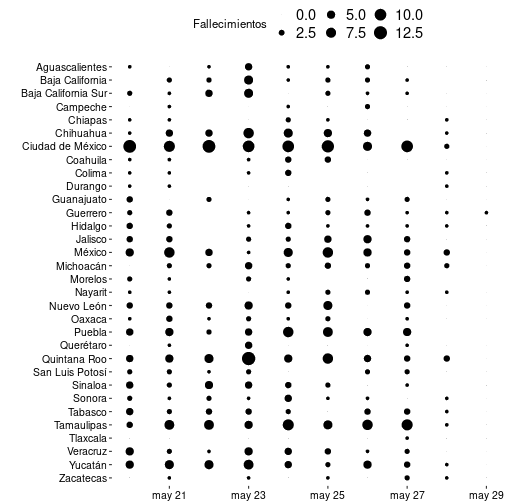 Fallecimientos
0.0 5.0 10.0
2.5 7.5 12.5
Aguascalientes
Baja California
Baja California Sur
Campeche
Chiapas
Chihuahua
Ciudad de México
Coahuila
Colima
Durango
Guanajuato
Guerrero
Hidalgo
Jalisco
México
Michoacán
Morelos
Nayarit
Nuevo León
Oaxaca
Puebla
Querétaro
Quintana Roo
San Luis Potosí
Sinaloa
Sonora
Tabasco
Tamaulipas
Tlaxcala
Veracruz
Yucatán
Zacatecas
may 21 may 23 may 25 may 27 may 29